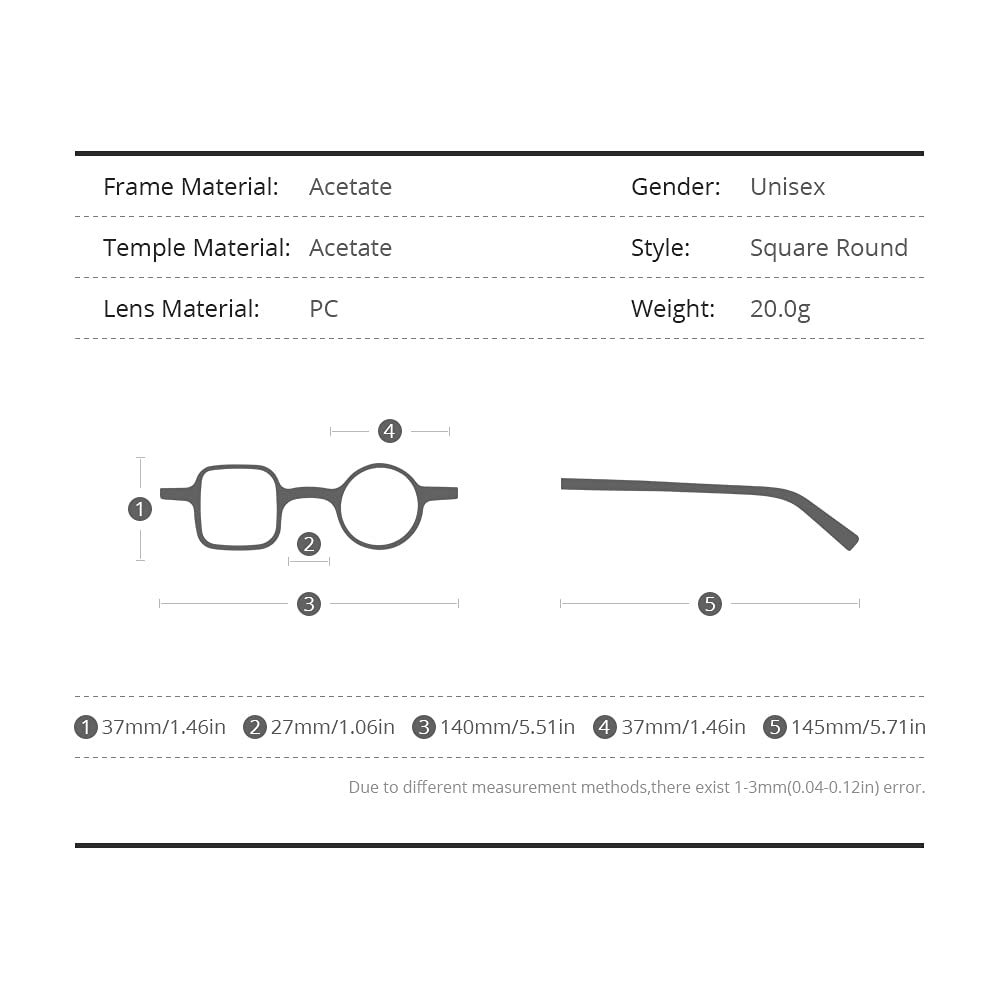 Frame Material: Acetate Gender: Unisex
Temple Material: Acetate Style: Square Round
Lens Material: PC Weight: 20.0g
4
1
2
3 5
1 37mm/1.46in 2 27mm/1.06in 3 140mm/5.51in 4 37mm/1.46in 5 145mm/5.71in
Due to different measurement methods,there exist 1-3mm(0.04-0.12in) error.